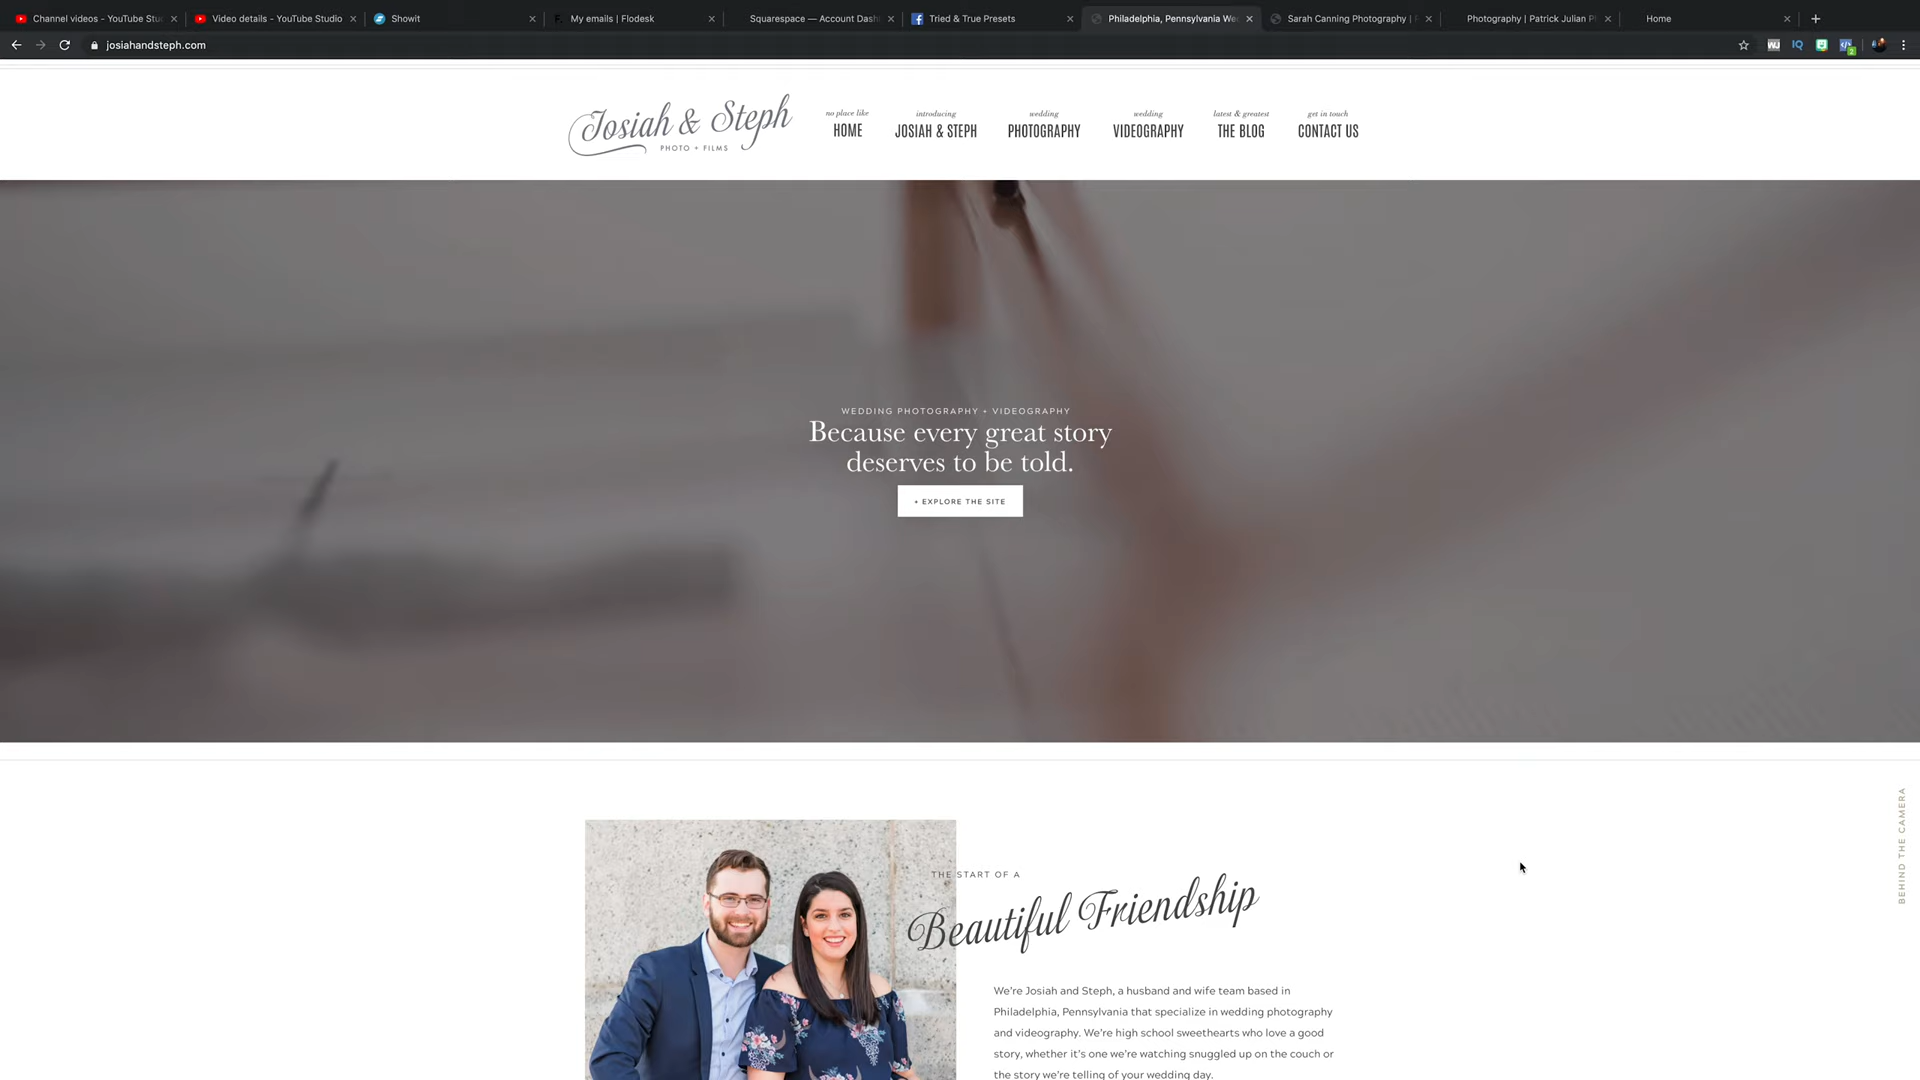 Channel videos - YouTube Stu
Video details - YouTube Studio
Showit
My emails | Flodesk
Squarespace — Account Dash
Tried & True Presets
Philadelphia, Pennsylvania We
Sarah Canning Photography |
Photography | Patrick Julian P
Home
josiahandsteph.com
Josiah & Steph
PHOTO + FILMS
no place like
HOME
introducing
JOSIAH & STEPH
wedding
PHOTOGRAPHY
wedding
VIDEOGRAPHY
latest & greatest
THE BLOG
get in touch
CONTACT US
WEDDING PHOTOGRAPHY + VIDEOGRAPHY
Because every great story
deserves to be told.
+ EXPLORE THE SITE
BEHIND THE CAMERA
THE START OF A
Beautiful Friendship
We're Josiah and Steph, a husband and wife team based in
Philadelphia, Pennsylvania that specialize in wedding photography
and videography. We're high school sweethearts who love a good
story, whether it's one we're watching snuggled up on the couch or
the story we're telling of your wedding day.